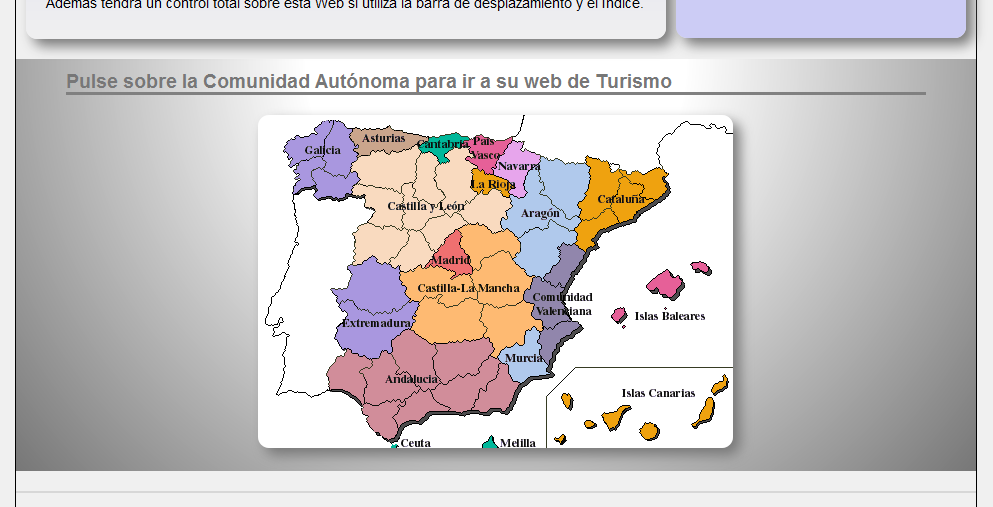 Además tendrá un control total sobre esta Web si utiliza la barra de desplazamiento y el Índice.
Pulse sobre la Comunidad Autónoma para ir a su web de Turismo
Asturias
Cantabria
País
Vasco
Galicia
Navarra
La Rioja
Cataluña
Castilla y León
Aragón
Madrid
Castilla-La Mancha
Comunidad
Valenciana
Islas Baleares
Extremadura
Murcia
Andalucia
Islas Canarias
Ceuta
Melilla